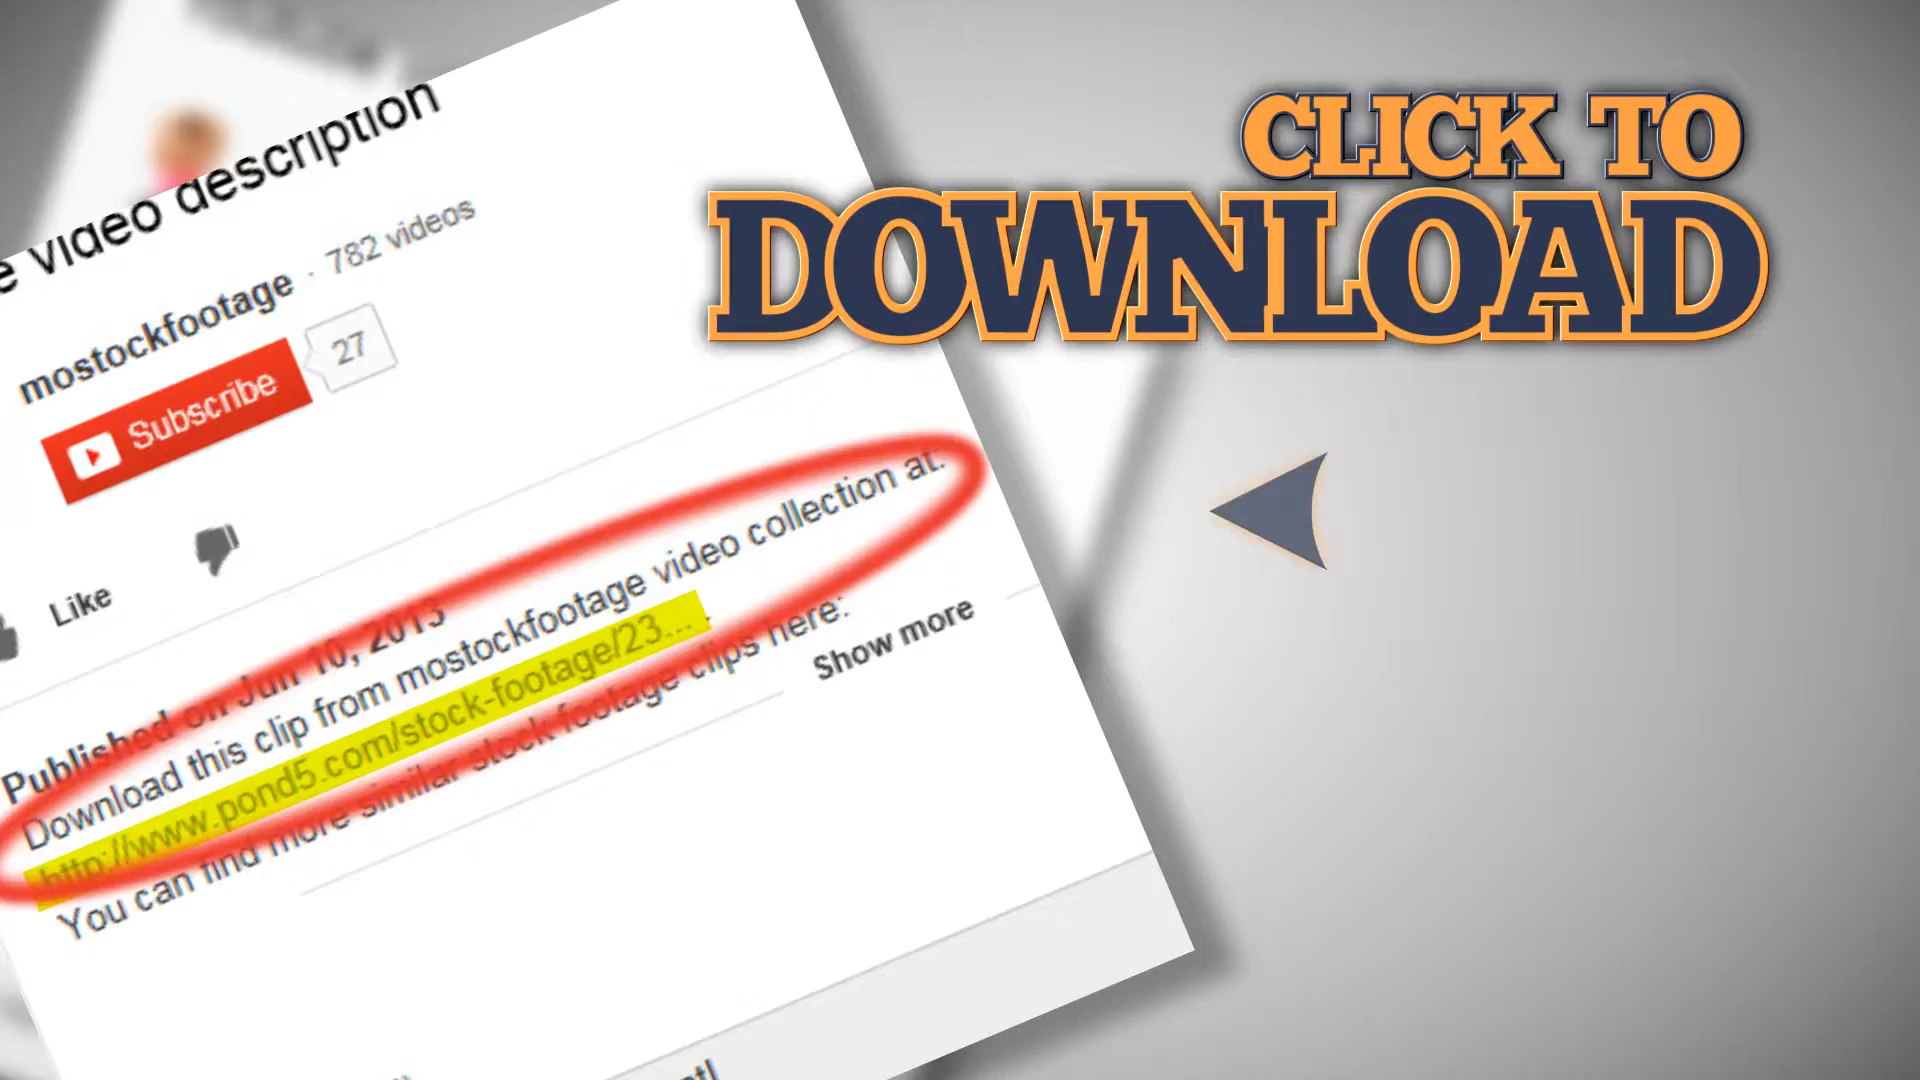 CLICK TO
DOWNLOAD
e video description
mostockfootage · 782 videos
Subscribe 27
Like
Published on Jun 10, 2013
Download this clip from mostockfootage video collection at:
http://www.pond5.com/stock-footage/23... .
You can find more similar stock footage clips here:
Show more